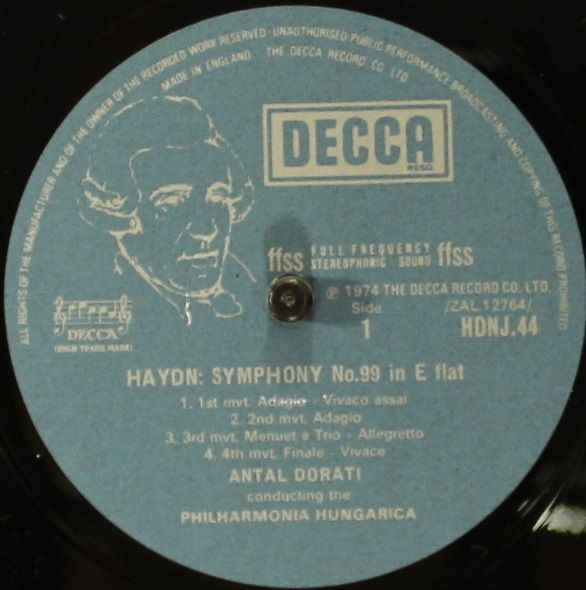 ALL RIGHTS OF THE MANUFACTURER AND OF THE OWNER OF THE RECORDED WORK RESERVED · UNAUTHORISED PUBLIC PERFORMANCE BROADCASTING AND COPYING OF THIS RECORD PROHIBITED
MADE IN ENGLAND THE DECCA RECORD CO LTD
DECCA
REGD.
ffss FULL FREQUENCY STEREOPHONIC SOUND ffss
℗ 1974 THE DECCA RECORD CO. LTD.
Side /ZAL.12764/
1 HDNJ.44
DECCA
(REGD. TRADE MARK)
HAYDN: SYMPHONY No.99 in E flat
1. 1st mvt. Adagio - Vivaco assai
2. 2nd mvt. Adagio
3. 3rd mvt. Menuet e Trio - Allegretto
4. 4th mvt. Finale - Vivace
ANTAL DORATI
conducting the
PHILHARMONIA HUNGARICA